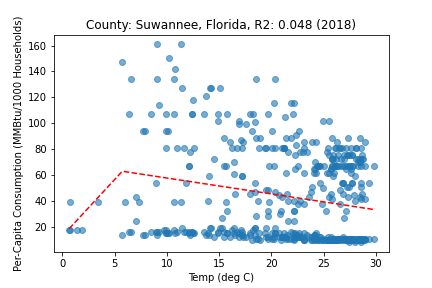 County: Suwannee, Florida, R2: 0.048 (2018)
Per-Capita Consumption (MMBtu/1000 Households)
160
140
120
100
80
60
40
20
0 5 10 15 20 25 30
Temp (deg C)